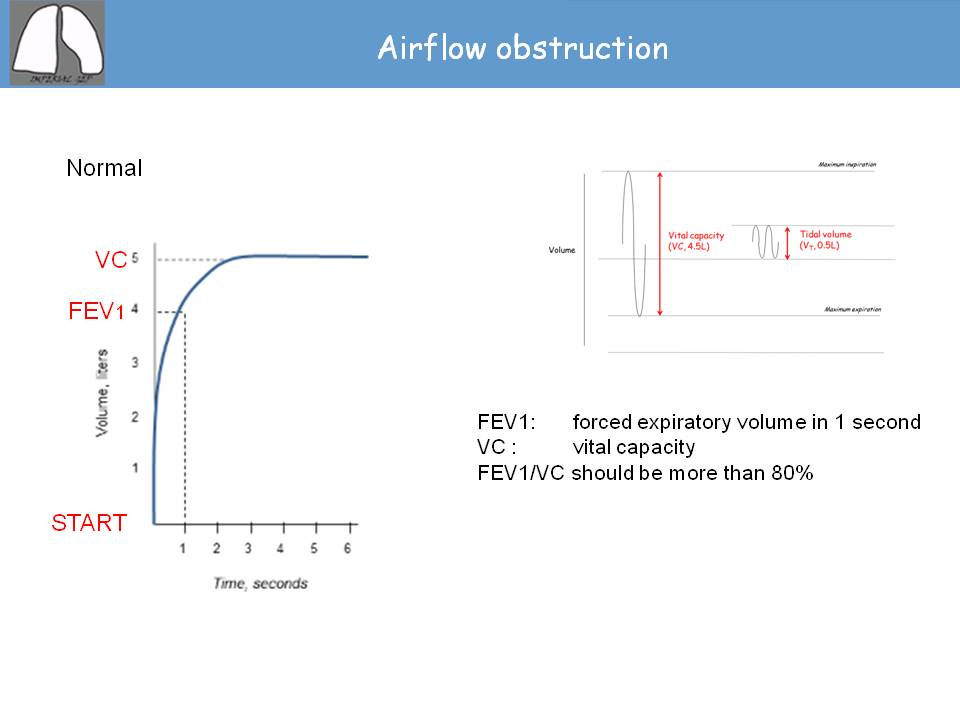 Airflow obstruction
IMPERIAL SEP
Normal
VC 5
FEV1 4
3
2
1
START
Volume, liters
1 2 3 4 5 6
Time, seconds
Maximum inspiration
Volume
Vital capacity
(VC, 4.5L)
Tidal volume
(VT, 0.5L)
Maximum expiration
FEV1: forced expiratory volume in 1 second
VC : vital capacity
FEV1/VC should be more than 80%